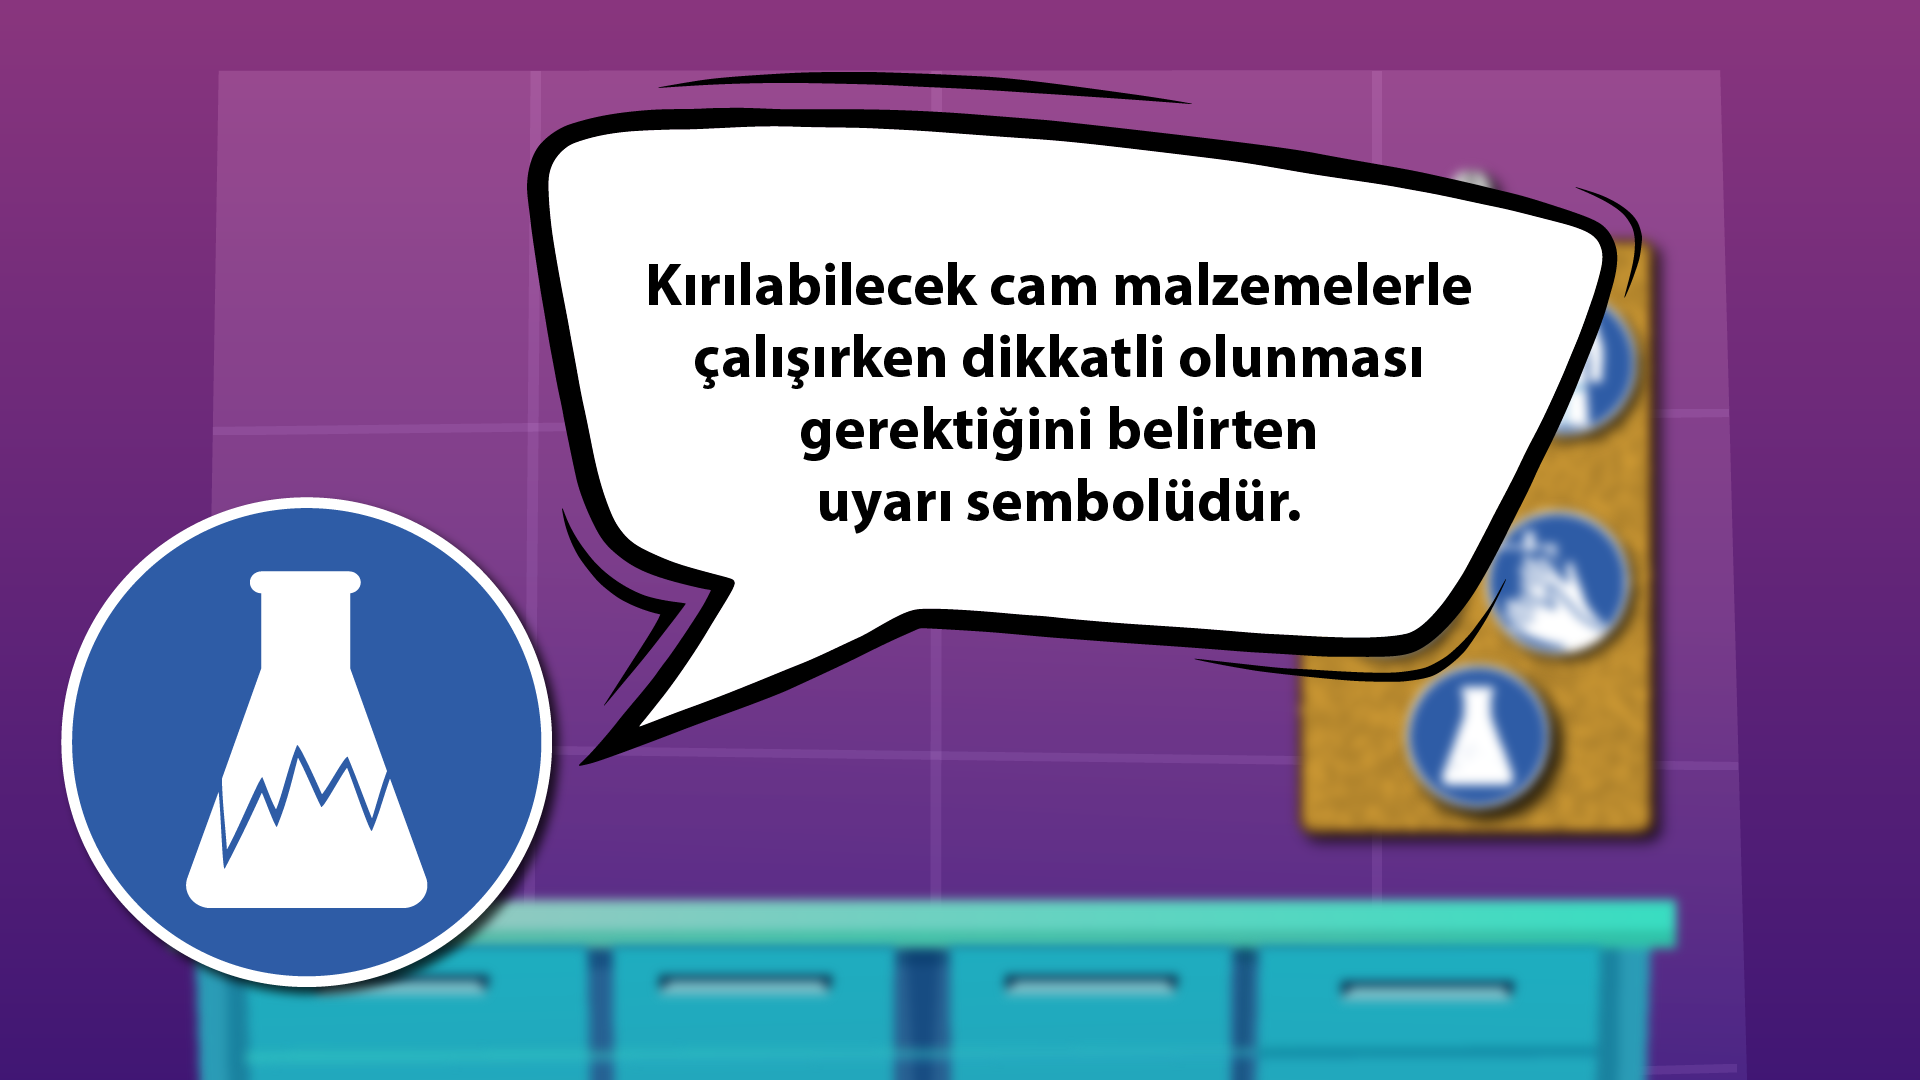 Kırılabilecek cam malzemelerle
çalışırken dikkatli olunması
gerektiğini belirten
uyarı sembolüdür.